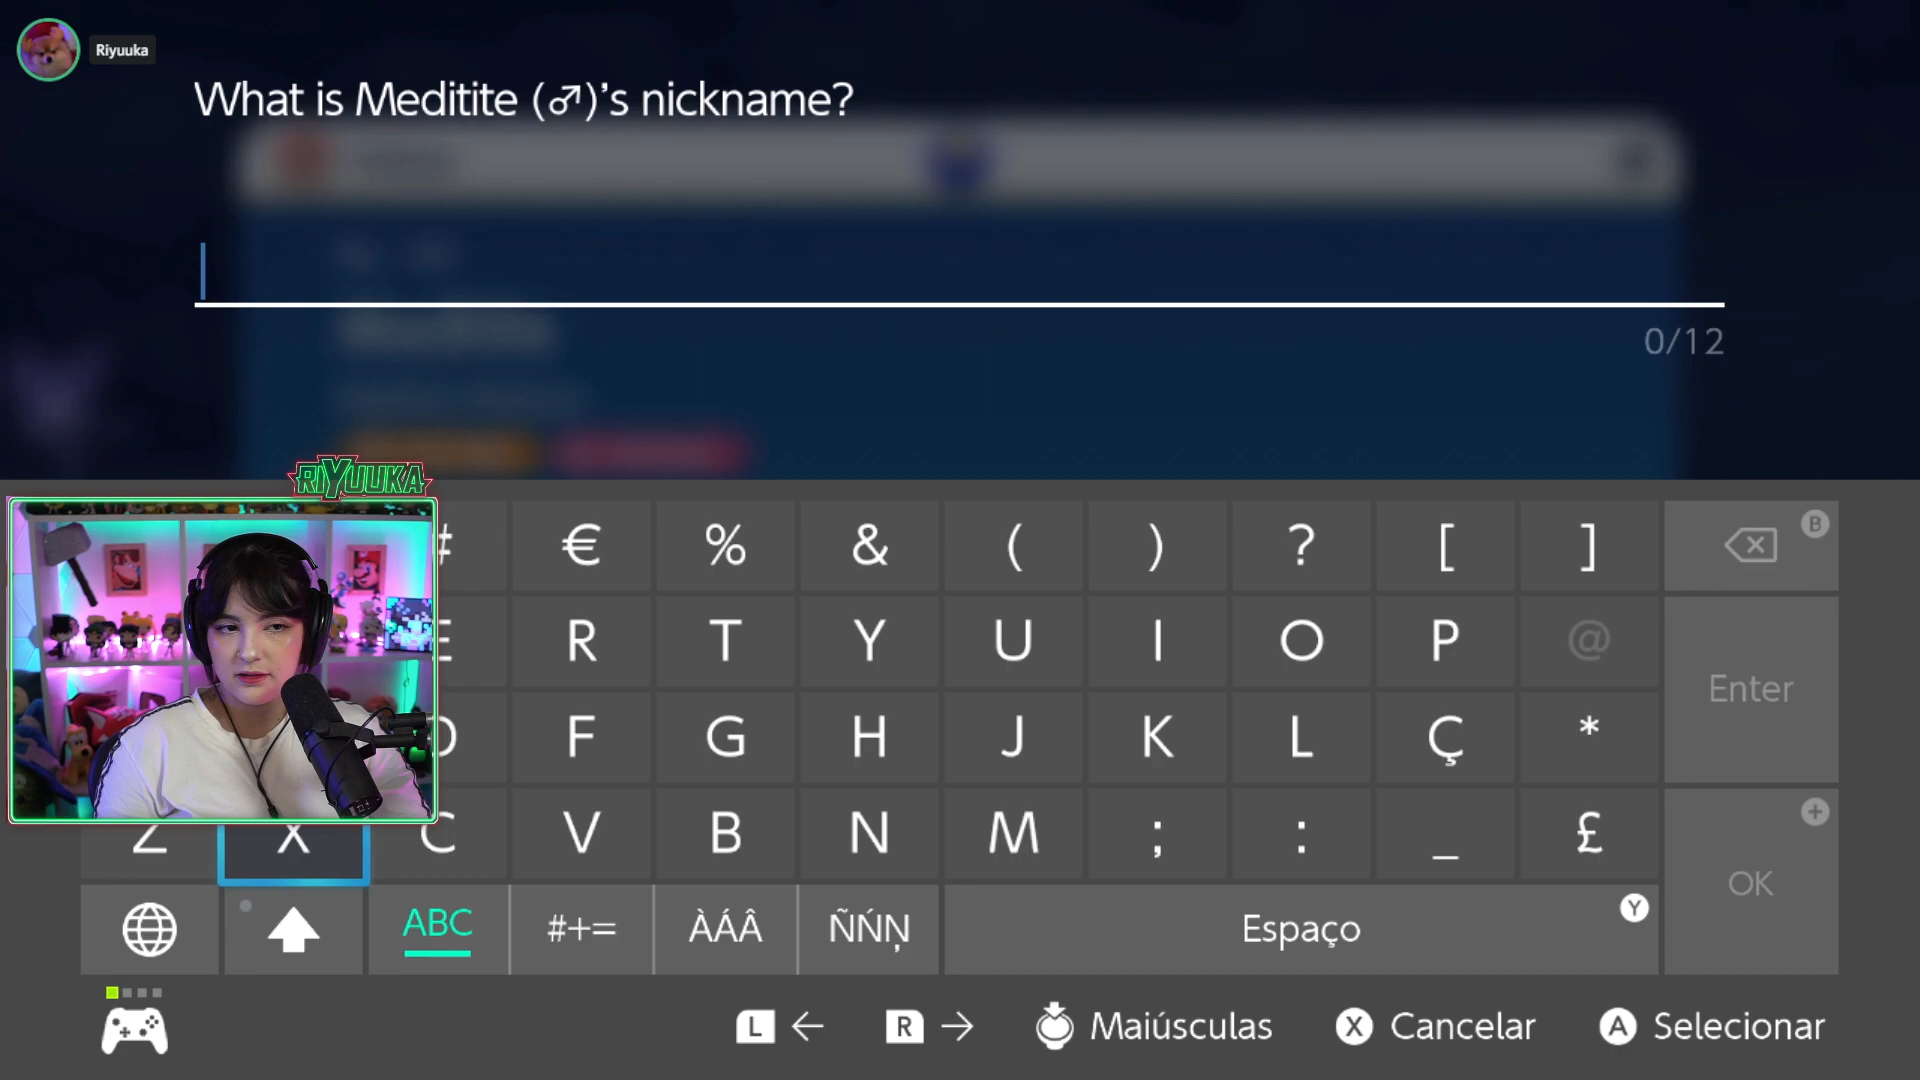 Riyuuka
What is Meditite (♂)'s nickname?
0/12
RIYUUKA
# € % & ( ) ? [ ] B
E R T Y U I O P @
Enter
D F G H J K L Ç *
Z X C V B N M ; : _ £
OK
ABC #+= ÀÁÂ ÑŃŅ Espaço Y
L ← R → Maiúsculas X Cancelar A Selecionar